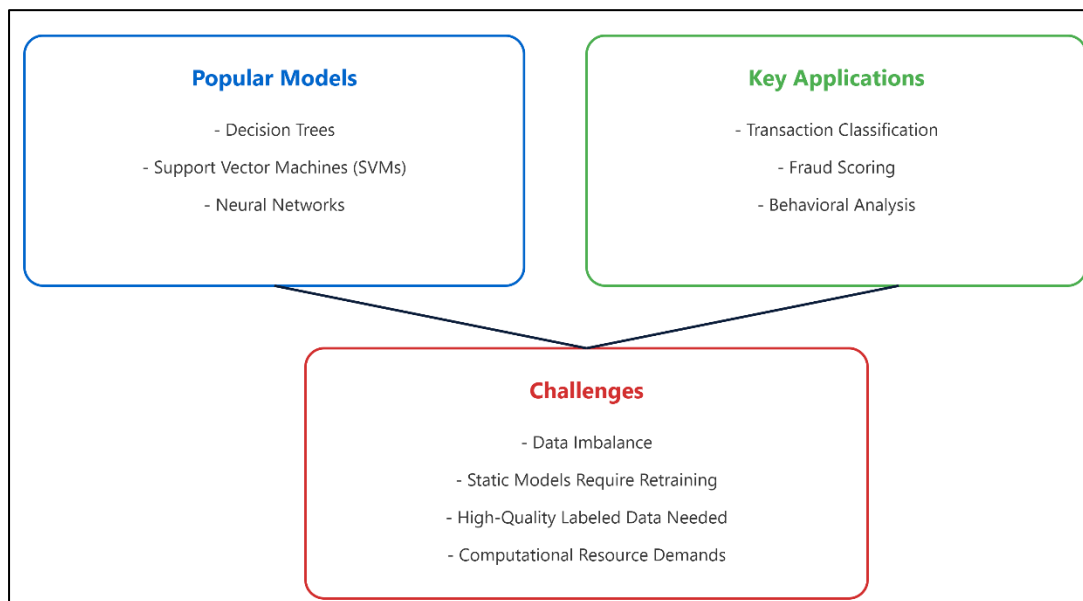 Popular Models
- Decision Trees
- Support Vector Machines (SVMs)
- Neural Networks
Key Applications
- Transaction Classification
- Fraud Scoring
- Behavioral Analysis
Challenges
- Data Imbalance
- Static Models Require Retraining
- High-Quality Labeled Data Needed
- Computational Resource Demands